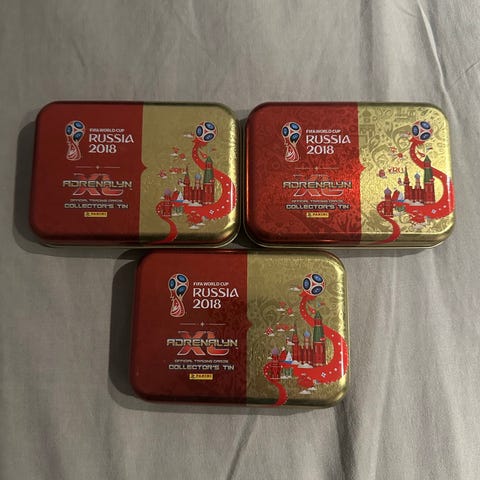 FIFA WORLD CUP
RUSSIA
2018
ADRENALYN
XL
OFFICIAL TRADING CARDS
COLLECTOR'S TIN
PANINI
FIFA WORLD CUP
RUSSIA
2018
ADRENALYN
XL
OFFICIAL TRADING CARDS
COLLECTOR'S TIN
PANINI
FIFA WORLD CUP
RUSSIA
2018
ADRENALYN
XL
OFFICIAL TRADING CARDS
COLLECTOR'S TIN
PANINI